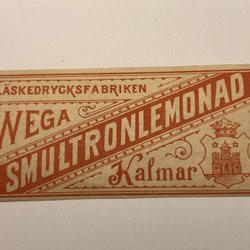 LÄSKEDRYCKSFABRIKEN
WEGA
SMULTRONLEMONAD
Kalmar